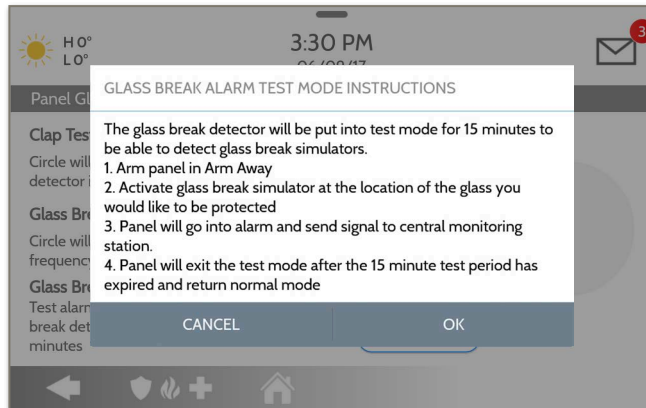 3
H 0°
L 0°
3:30 PM
06/08/17
Panel Gl
GLASS BREAK ALARM TEST MODE INSTRUCTIONS
The glass break detector will be put into test mode for 15 minutes to
be able to detect glass break simulators.
1. Arm panel in Arm Away
2. Activate glass break simulator at the location of the glass you
would like to be protected
3. Panel will go into alarm and send signal to central monitoring
station.
4. Panel will exit the test mode after the 15 minute test period has
expired and return normal mode
CANCEL
OK
Clap Tes
Circle will
detector i
Glass Bre
Circle will
frequency
Glass Bre
Test alarm
break det
minutes